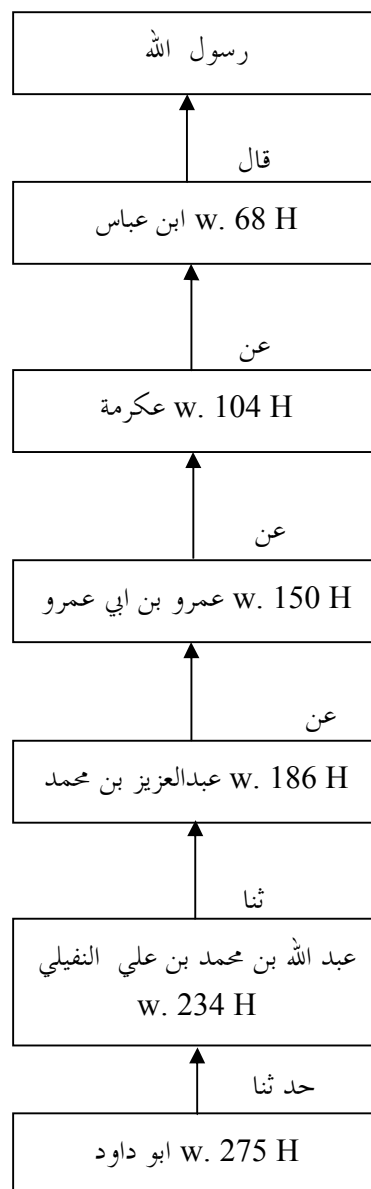 رسول الله
قال
ابن عباس w. 68 H
عن
عكرمة w. 104 H
عن
عمرو بن ابي عمرو w. 150 H
عن
عبدالعزيز بن محمد w. 186 H
ثنا
عبد الله بن محمد بن علي النفيلي
w. 234 H
حد ثنا
ابو داود w. 275 H